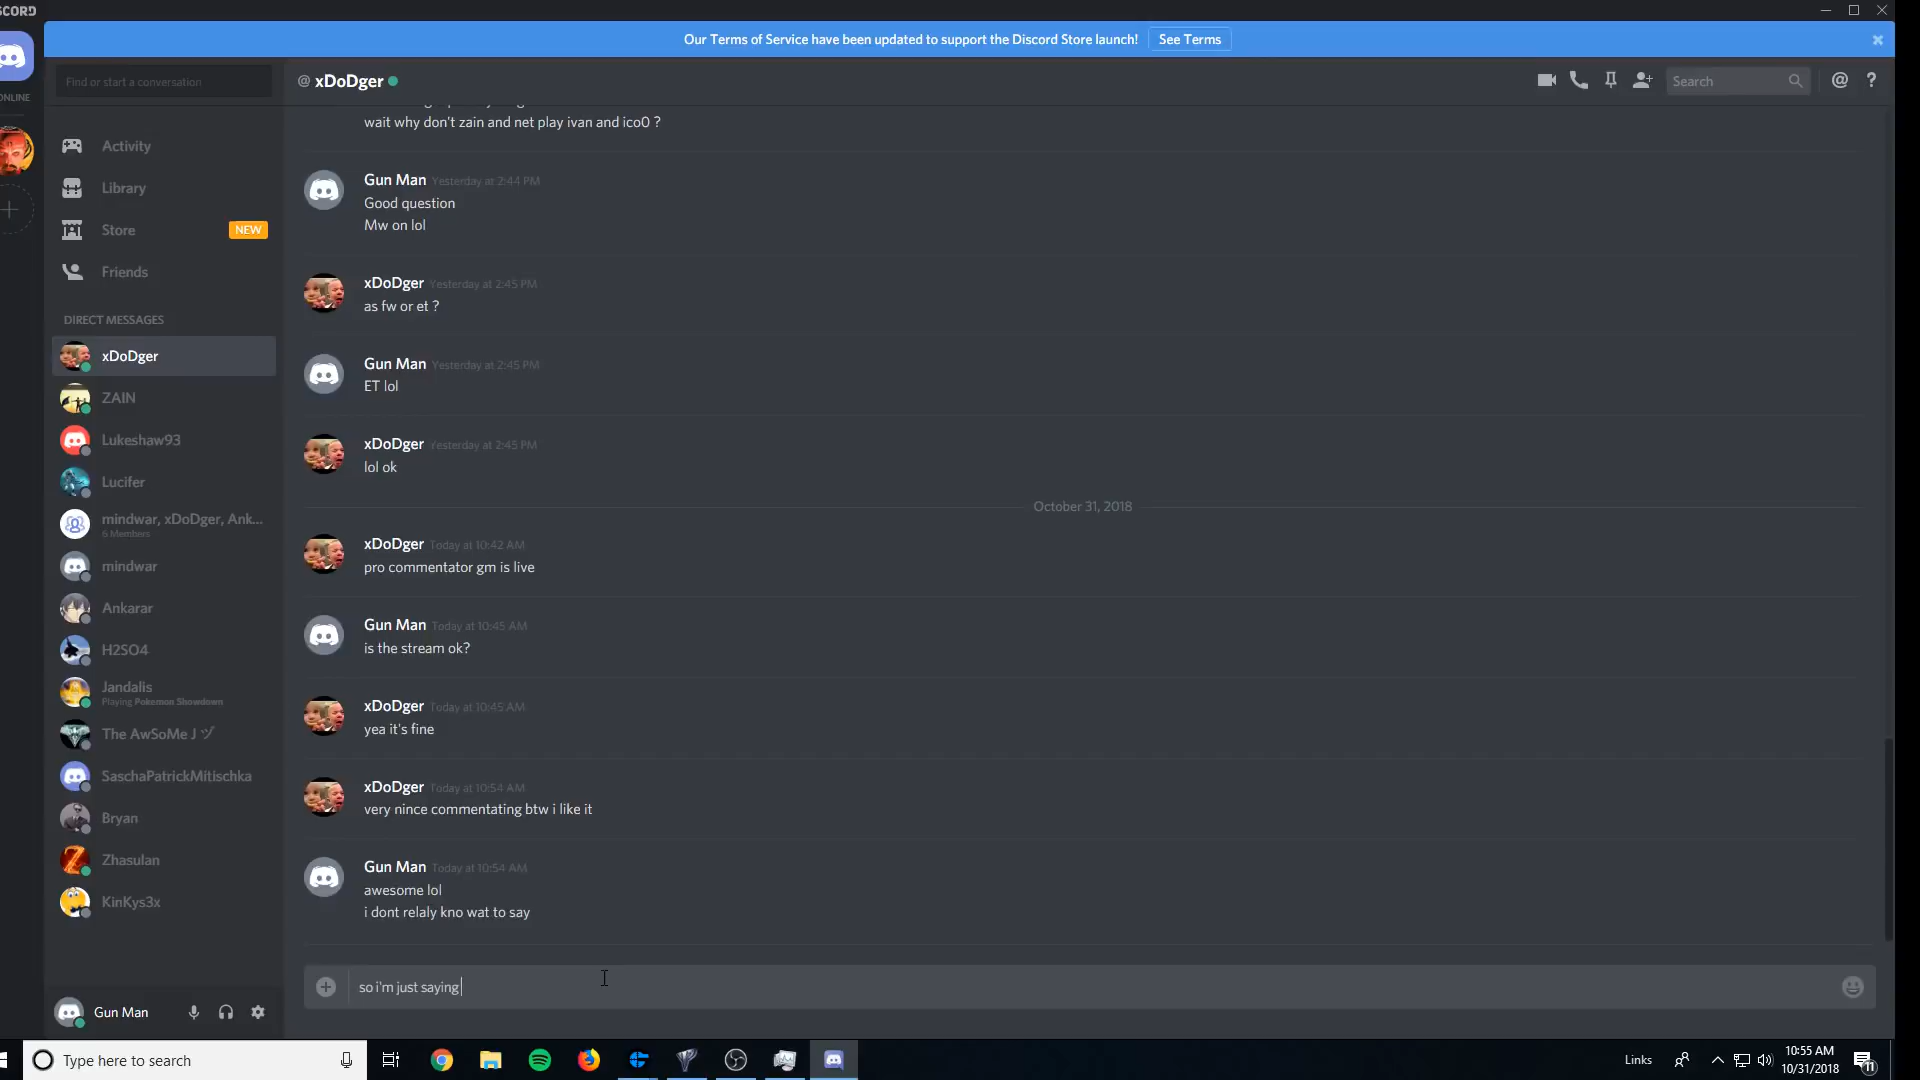 Our Terms of Service have been updated to support the Discord Store launch! See Terms
Find or start a conversation
@ xDoDger
Search
Activity
Library
Store NEW
Friends
DIRECT MESSAGES
xDoDger
ZAIN
Lukeshaw93
Lucifer
mindwar, xDoDger, Ank...
6 Members
mindwar
Ankarar
H2SO4
Jandalis
Playing Pokemon Showdown
The AwSoMe J ヅ
SaschaPatrickMitischka
Bryan
Zhasulan
KinKys3x
Gun Man
wait why don't zain and net play ivan and ico0 ?
Gun Man Yesterday at 2:44 PM
Good question
Mw on lol
xDoDger Yesterday at 2:45 PM
as fw or et ?
Gun Man Yesterday at 2:45 PM
ET lol
xDoDger Yesterday at 2:45 PM
lol ok
October 31, 2018
xDoDger Today at 10:42 AM
pro commentator gm is live
Gun Man Today at 10:45 AM
is the stream ok?
xDoDger Today at 10:45 AM
yea it's fine
xDoDger Today at 10:54 AM
very nince commentating btw i like it
Gun Man Today at 10:54 AM
awesome lol
i dont relaly kno wat to say
so i'm just saying
Type here to search
Links
10:55 AM
10/31/2018
11